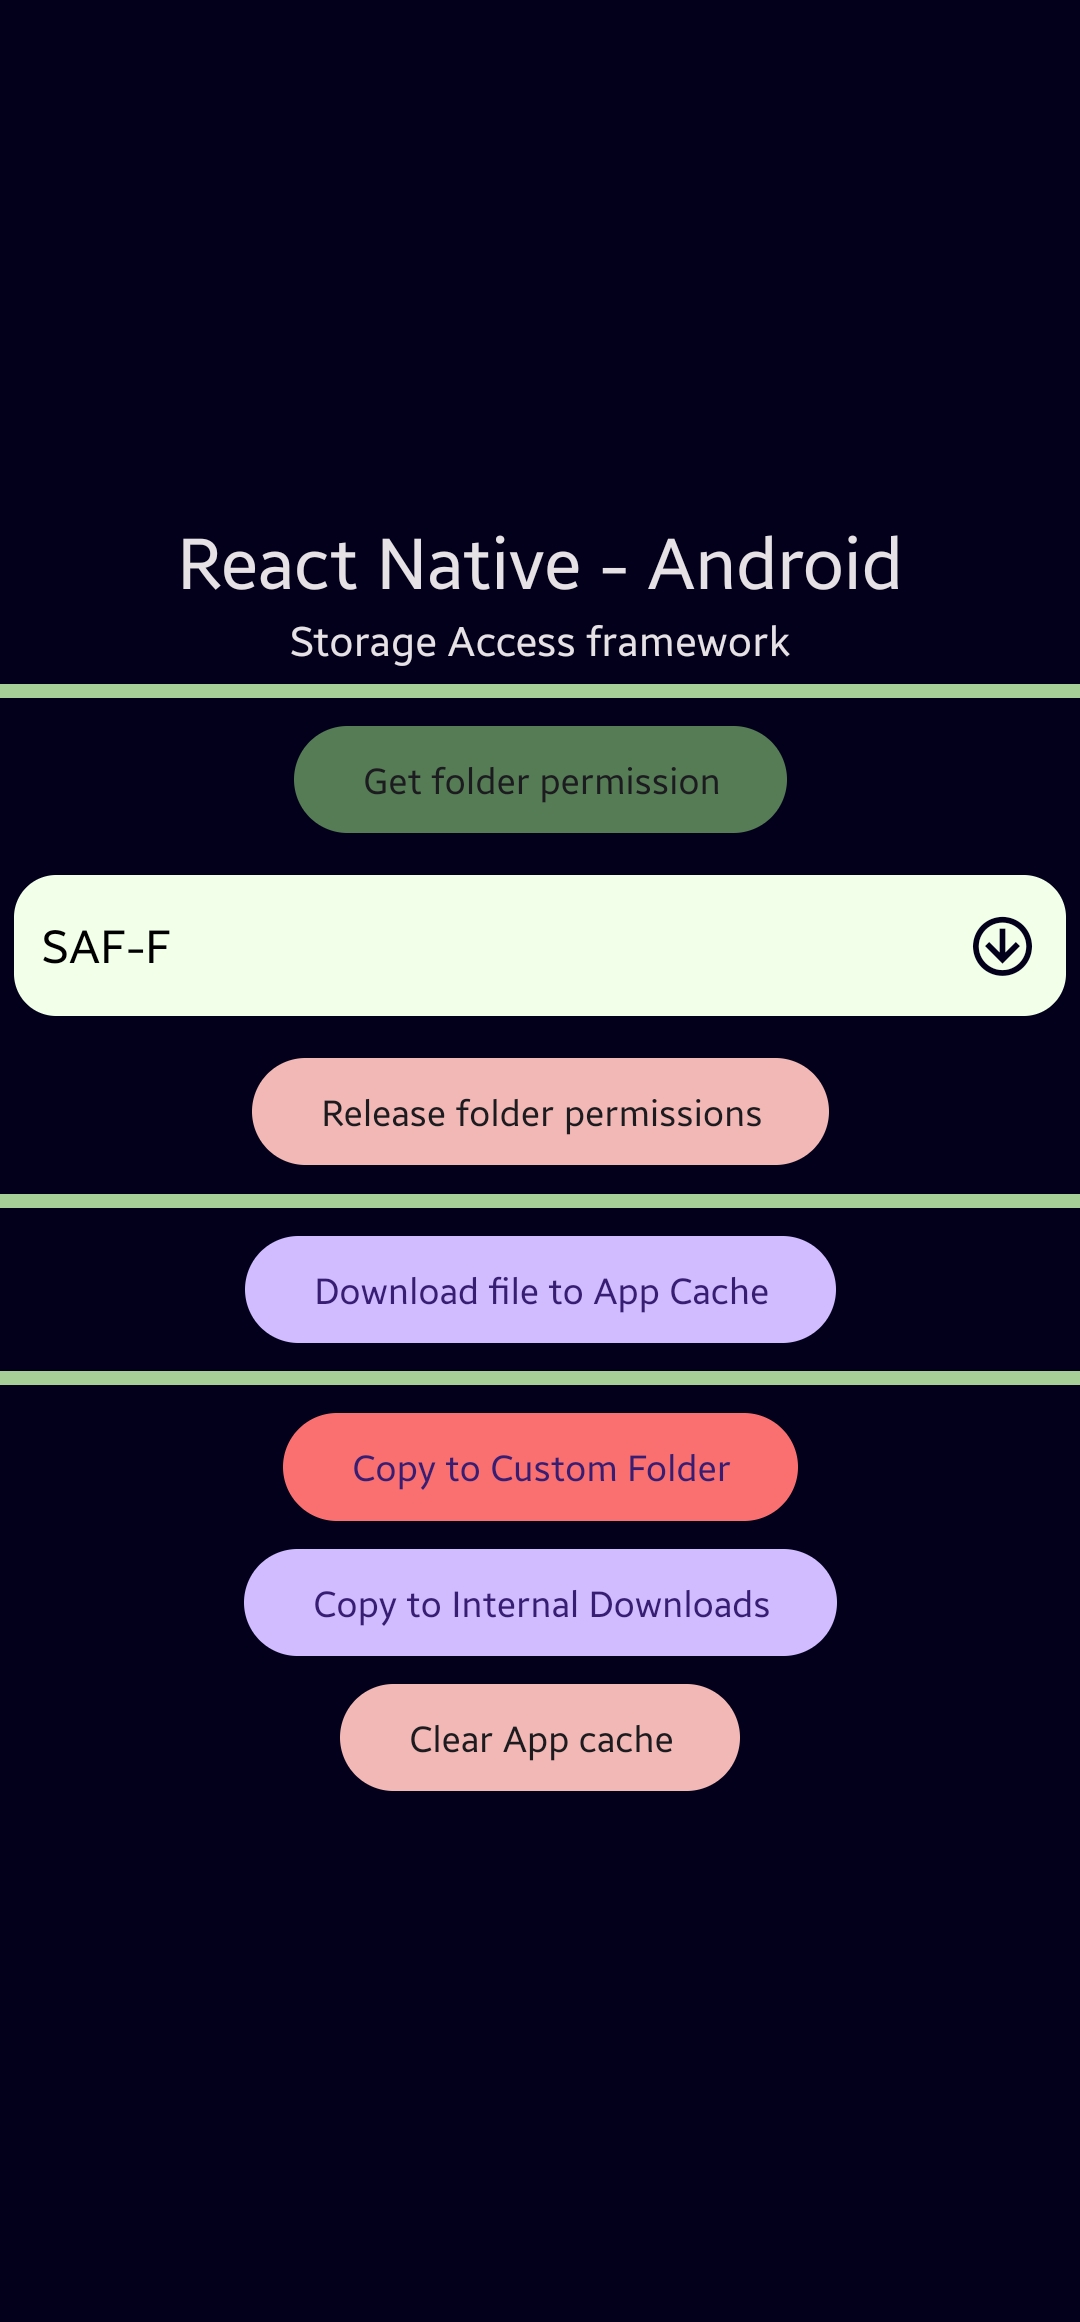 React Native - Android
Storage Access framework
Get folder permission
SAF-F
Release folder permissions
Download file to App Cache
Copy to Custom Folder
Copy to Internal Downloads
Clear App cache